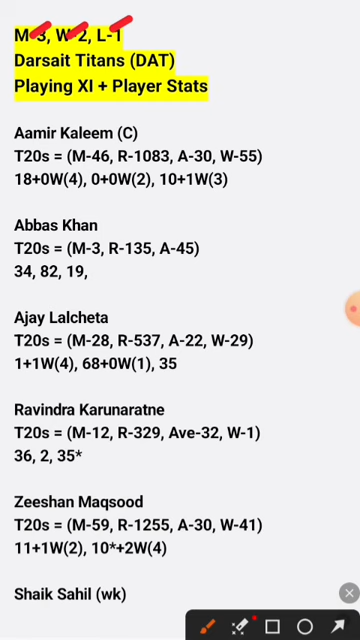 M-3, W-2, L-1
Darsait Titans (DAT)
Playing XI + Player Stats
Aamir Kaleem (C)
T20s = (M-46, R-1083, A-30, W-55)
18+0W(4), 0+0W(2), 10+1W(3)
Abbas Khan
T20s = (M-3, R-135, A-45)
34, 82, 19,
Ajay Lalcheta
T20s = (M-28, R-537, A-22, W-29)
1+1W(4), 68+0W(1), 35
Ravindra Karunaratne
T20s = (M-12, R-329, Ave-32, W-1)
36, 2, 35*
Zeeshan Maqsood
T20s = (M-59, R-1255, A-30, W-41)
11+1W(2), 10*+2W(4)
Shaik Sahil (wk)